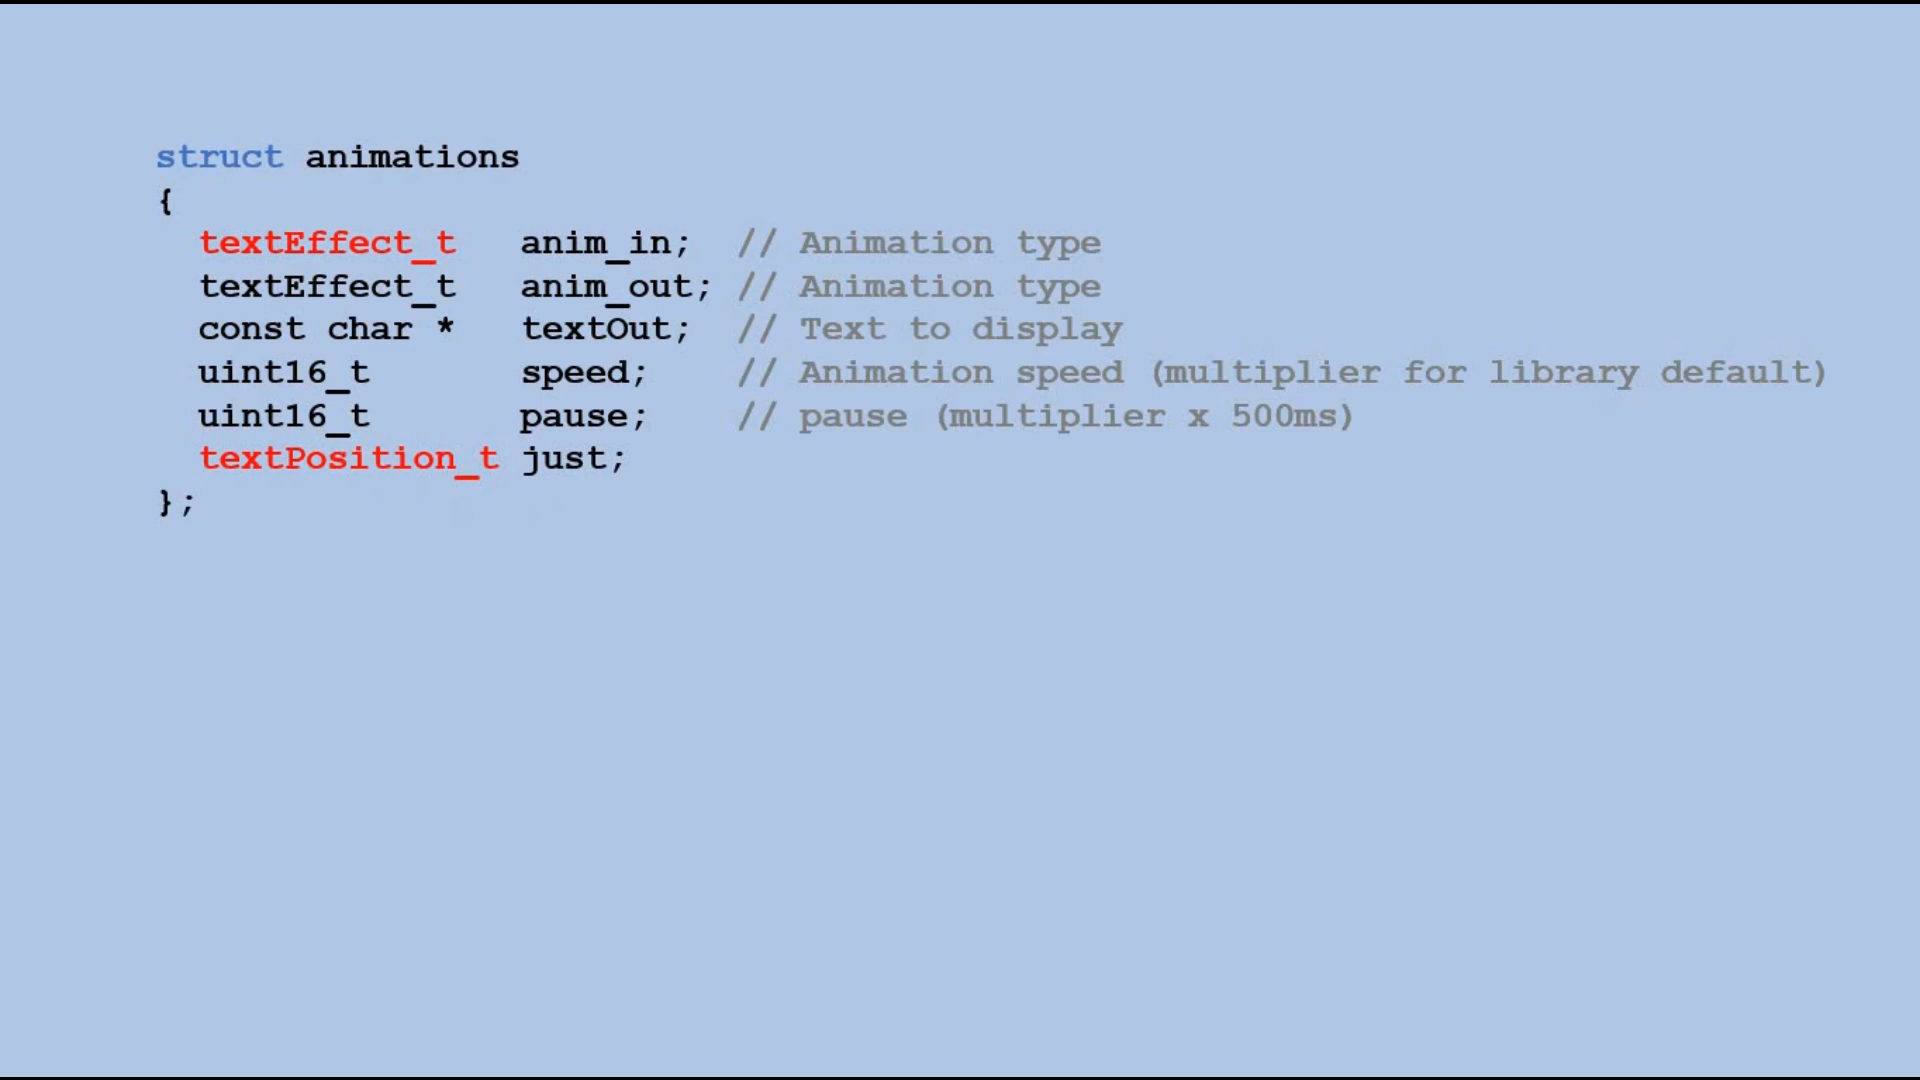 struct animations
{
textEffect_t anim_in; // Animation type
textEffect_t anim_out; // Animation type
const char * textOut; // Text to display
uint16_t speed; // Animation speed (multiplier for library default)
uint16_t pause; // pause (multiplier x 500ms)
textPosition_t just;
};